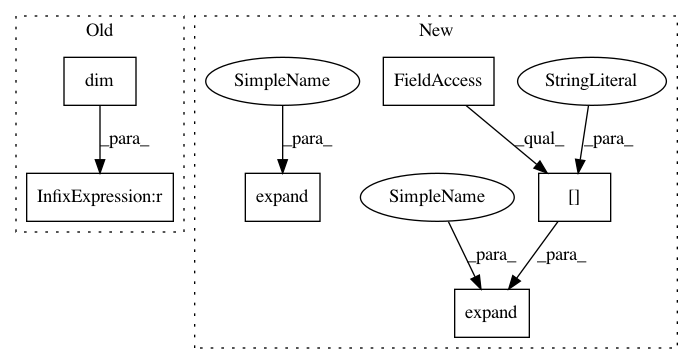 Old
New
dim
SimpleName
FieldAccess
StringLiteral
_para_
_para_
_qual_
_para_
InfixExpression:r
expand
SimpleName
[]
_para_
_para_
expand